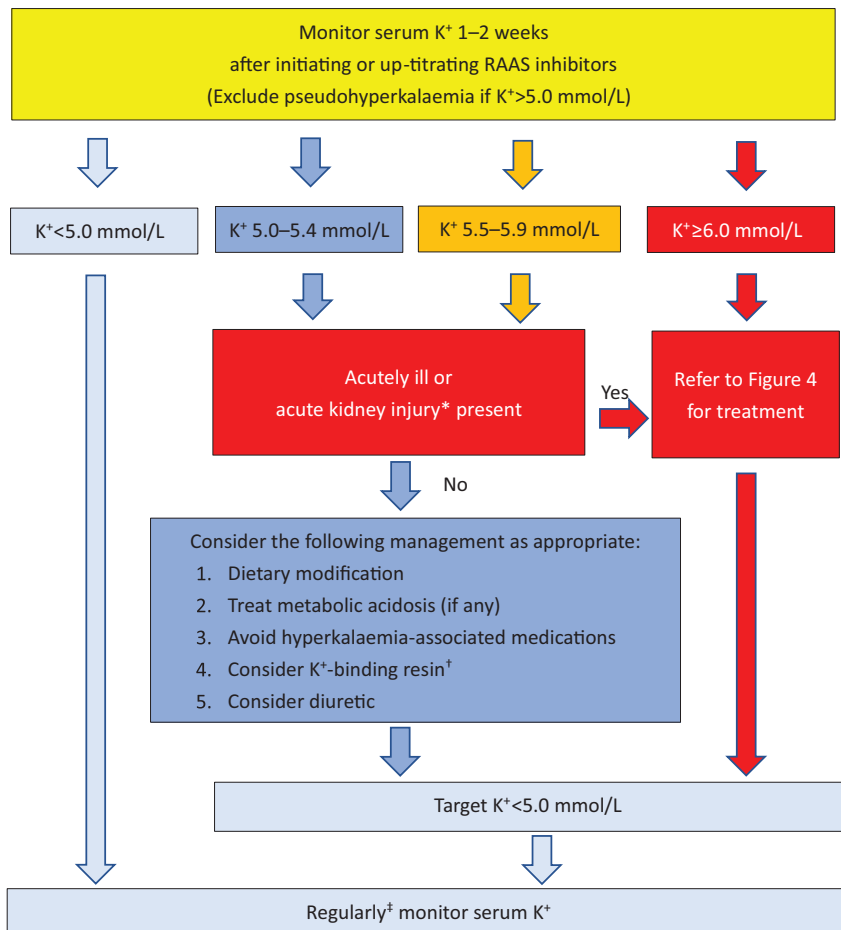 Monitor serum K⁺ 1–2 weeks
after initiating or up-titrating RAAS inhibitors
(Exclude pseudohyperkalaemia if K⁺>5.0 mmol/L)
K⁺<5.0 mmol/L
K⁺ 5.0–5.4 mmol/L
K⁺ 5.5–5.9 mmol/L
K⁺≥6.0 mmol/L
Acutely ill or
acute kidney injury* present
Yes
Refer to Figure 4
for treatment
No
Consider the following management as appropriate:
1. Dietary modification
2. Treat metabolic acidosis (if any)
3. Avoid hyperkalaemia-associated medications
4. Consider K⁺-binding resin†
5. Consider diuretic
Target K⁺<5.0 mmol/L
Regularly‡ monitor serum K⁺